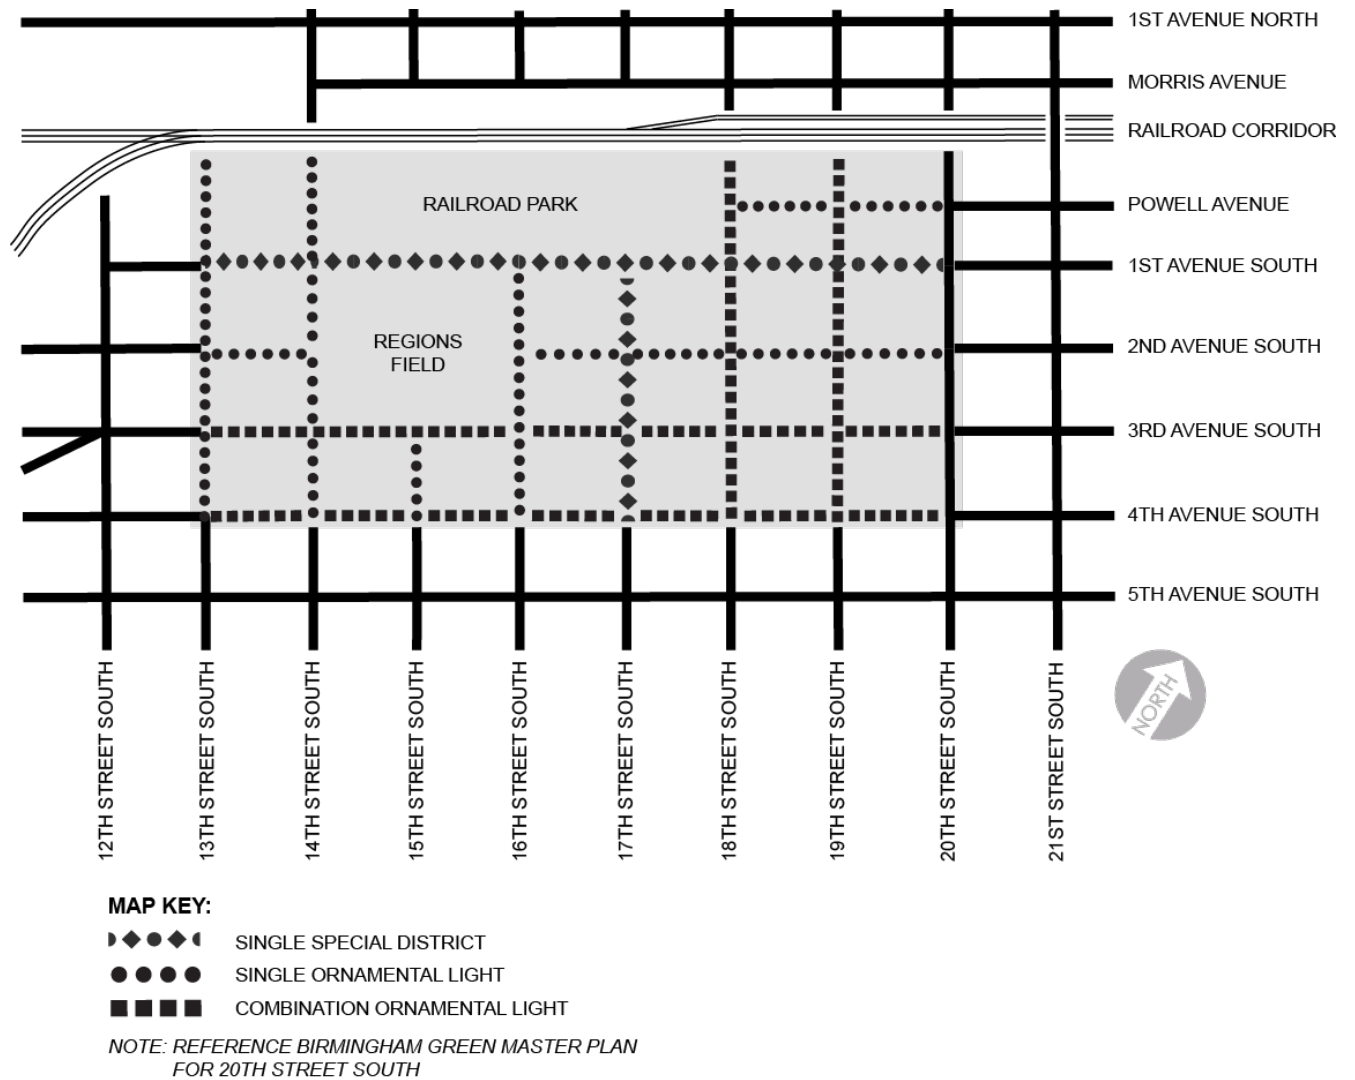 1ST AVENUE NORTH
MORRIS AVENUE
RAILROAD CORRIDOR
RAILROAD PARK
POWELL AVENUE
1ST AVENUE SOUTH
REGIONS
FIELD
2ND AVENUE SOUTH
3RD AVENUE SOUTH
4TH AVENUE SOUTH
5TH AVENUE SOUTH
12TH STREET SOUTH
13TH STREET SOUTH
14TH STREET SOUTH
15TH STREET SOUTH
16TH STREET SOUTH
17TH STREET SOUTH
18TH STREET SOUTH
19TH STREET SOUTH
20TH STREET SOUTH
21ST STREET SOUTH
NORTH
MAP KEY:
SINGLE SPECIAL DISTRICT
SINGLE ORNAMENTAL LIGHT
COMBINATION ORNAMENTAL LIGHT
NOTE: REFERENCE BIRMINGHAM GREEN MASTER PLAN
FOR 20TH STREET SOUTH